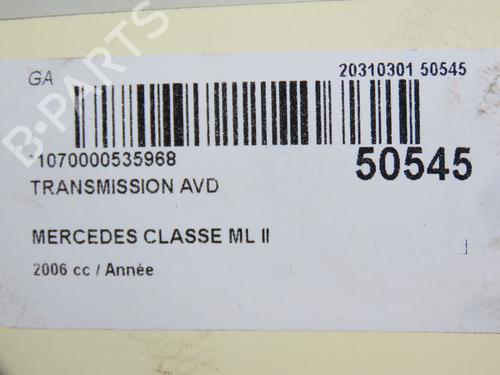 GA
20310301 50545
B-PARTS
1070000535968
50545
TRANSMISSION AVD
MERCEDES CLASSE ML II
2006 cc / Année